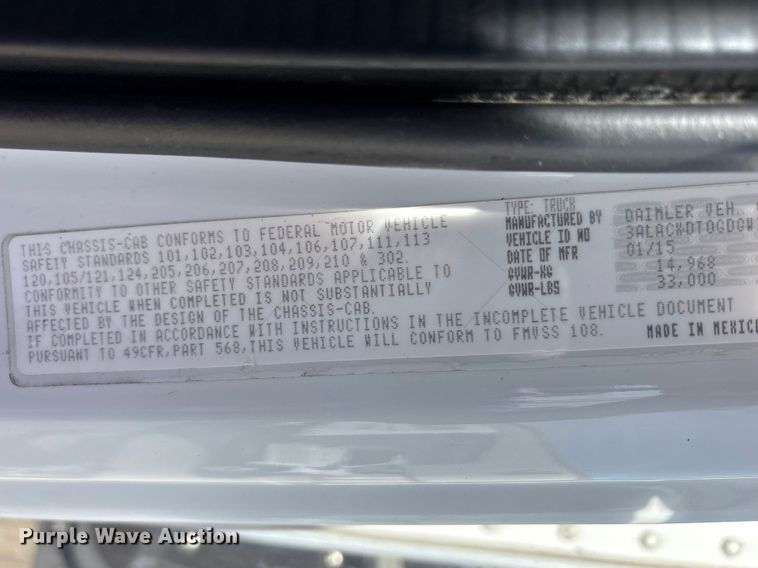 THIS CHASSIS-CAB CONFORMS TO FEDERAL MOTOR VEHICLE
SAFETY STANDARDS 101,102,103,104,106,107,111,113
120,105/121,124,205,206,207,208,209,210 & 302.
CONFORMITY TO OTHER SAFETY STANDARDS APPLICABLE TO
THIS VEHICLE WHEN COMPLETED IS NOT SUBSTANTIALLY
AFFECTED BY THE DESIGN OF THE CHASSIS-CAB.
IF COMPLETED IN ACCORDANCE WITH INSTRUCTIONS IN THE INCOMPLETE VEHICLE DOCUMENT
PURSUANT TO 49CFR,PART 568,THIS VEHICLE WILL CONFORM TO FMVSS 108.
TYPE: TRUCK
MANUFACTURED BY DAIMLER VEH.
VEHICLE ID NO 3ALACXDT0GDGW
DATE OF MFR 01/15
GVWR-KG 14,968
GVWR-LBS 33,000
MADE IN MEXICO
Purple Wave Auction